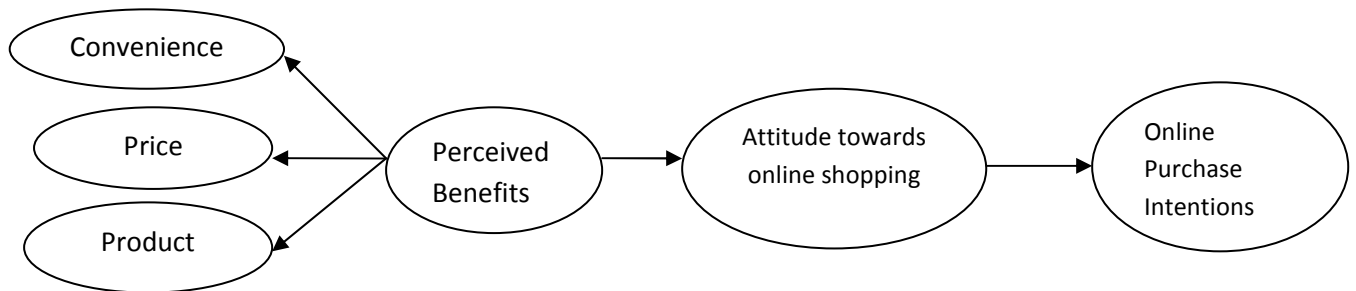 Convenience
Price
Product
Perceived
Benefits
Attitude towards
online shopping
Online
Purchase
Intentions